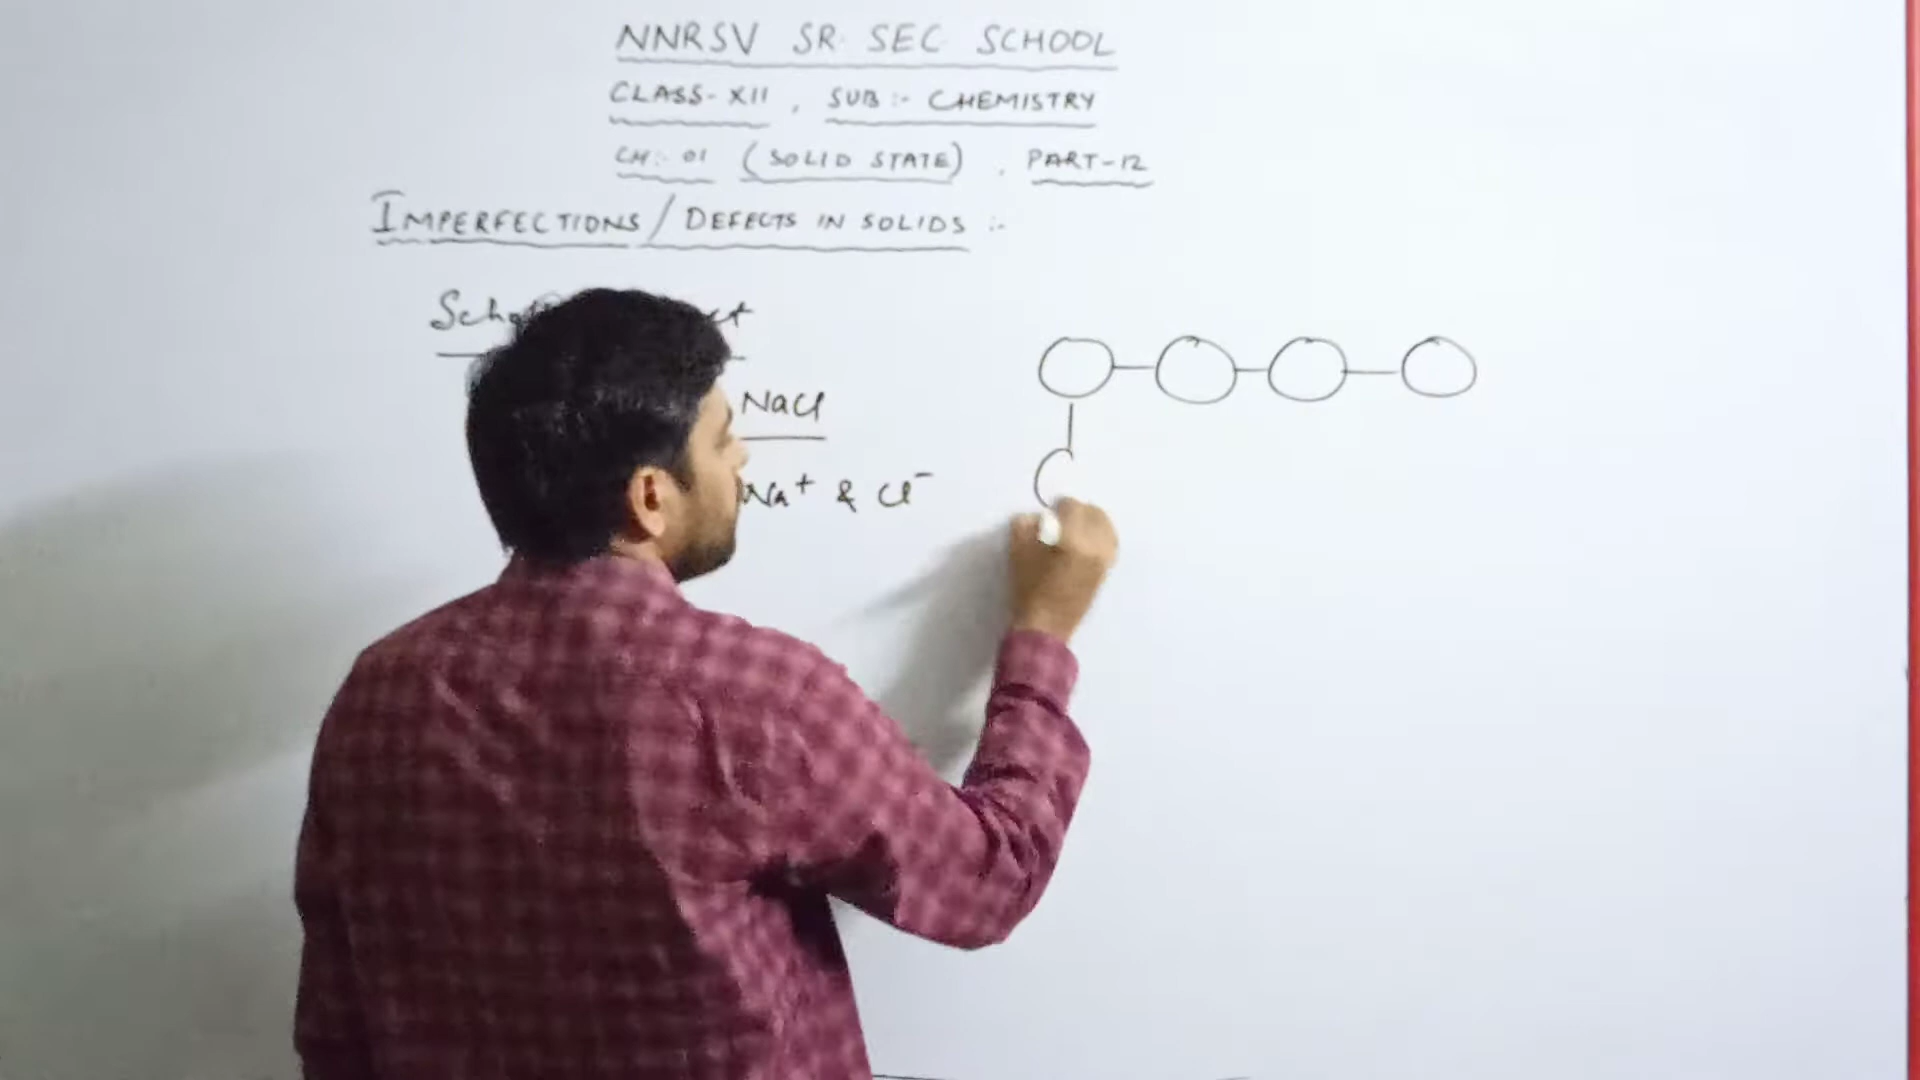 NNRSV SR. SEC. SCHOOL
CLASS-XII, SUB:- CHEMISTRY
CH:- 01 (SOLID STATE), PART-12
IMPERFECTIONS/DEFECTS IN SOLIDS :-
NaCl
Na⁺ & Cl⁻